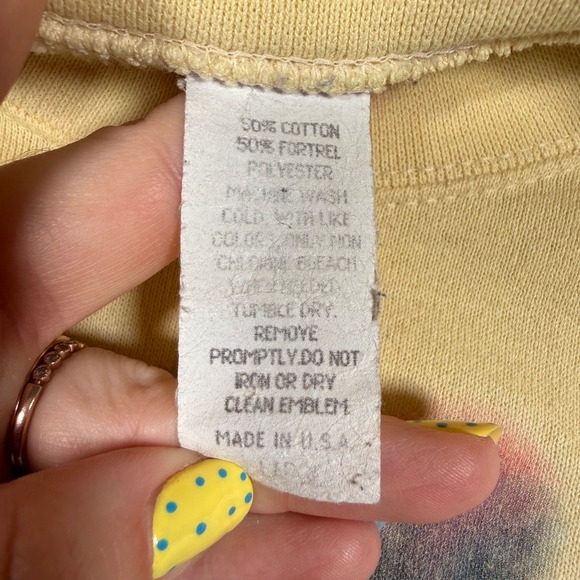 50% COTTON
50% FORTREL
POLYESTER
MACHINE WASH
COLD WITH LIKE
COLORS, ONLY NON
CHLORINE BLEACH
WHEN NEEDED.
TUMBLE DRY.
REMOVE
PROMPTLY.DO NOT
IRON OR DRY
CLEAN EMBLEM.
MADE IN U.S.A.